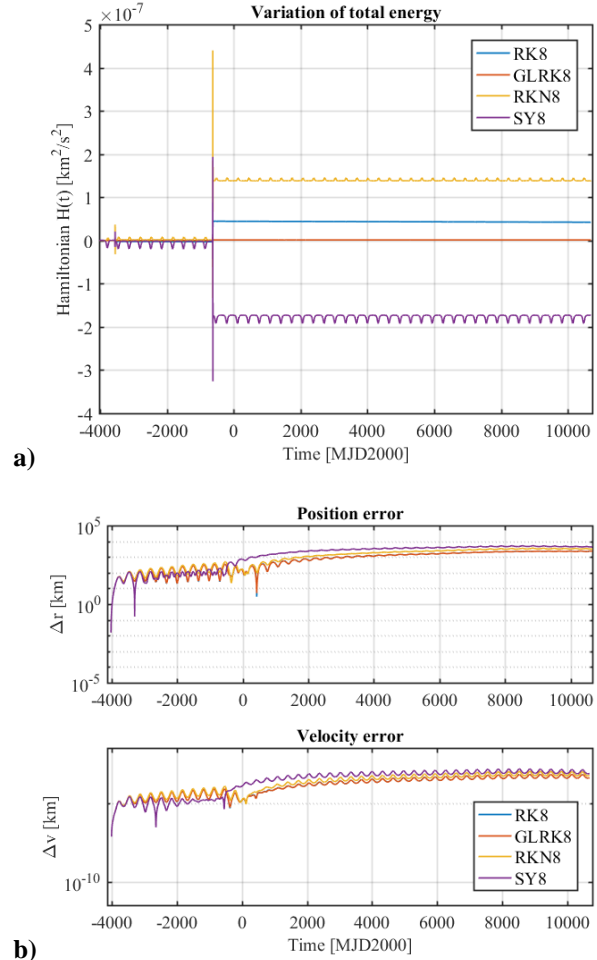 Variation of total energy
×10⁻⁷
5
4
3
2
1
0
-1
-2
-3
-4
Hamiltonian H(t) [km²/s²]
RK8
GLRK8
RKN8
SY8
-4000 -2000 0 2000 4000 6000 8000 10000
Time [MJD2000]
a)
Position error
10⁵
10⁰
10⁻⁵
Δr [km]
-4000 -2000 0 2000 4000 6000 8000 10000
Velocity error
10⁻¹⁰
Δv [km]
RK8
GLRK8
RKN8
SY8
-4000 -2000 0 2000 4000 6000 8000 10000
Time [MJD2000]
b)